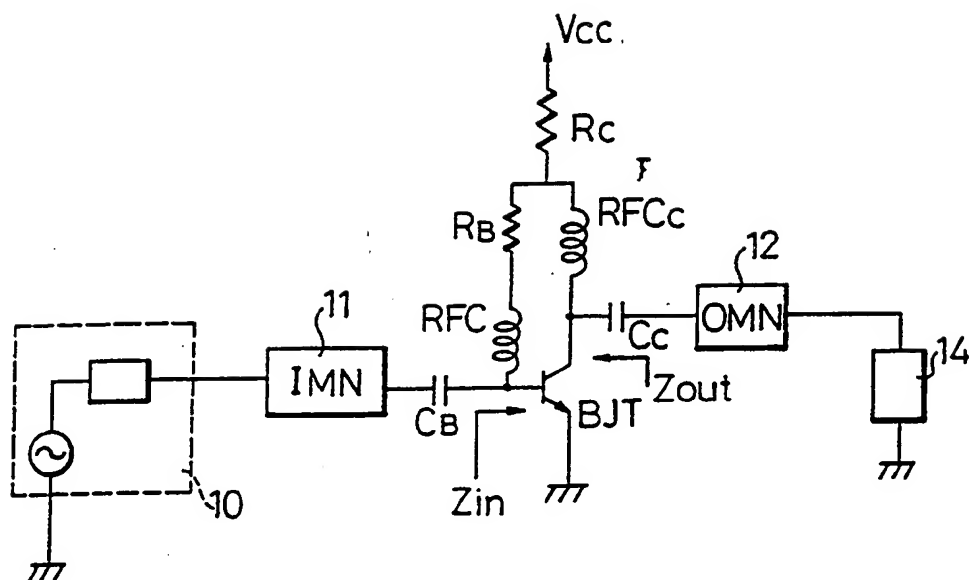 Vcc.
Rc
RB
RFCc
12
11
RFC
OMN
IMN
Cc
14
CB
Zout
BJT
10
Zin